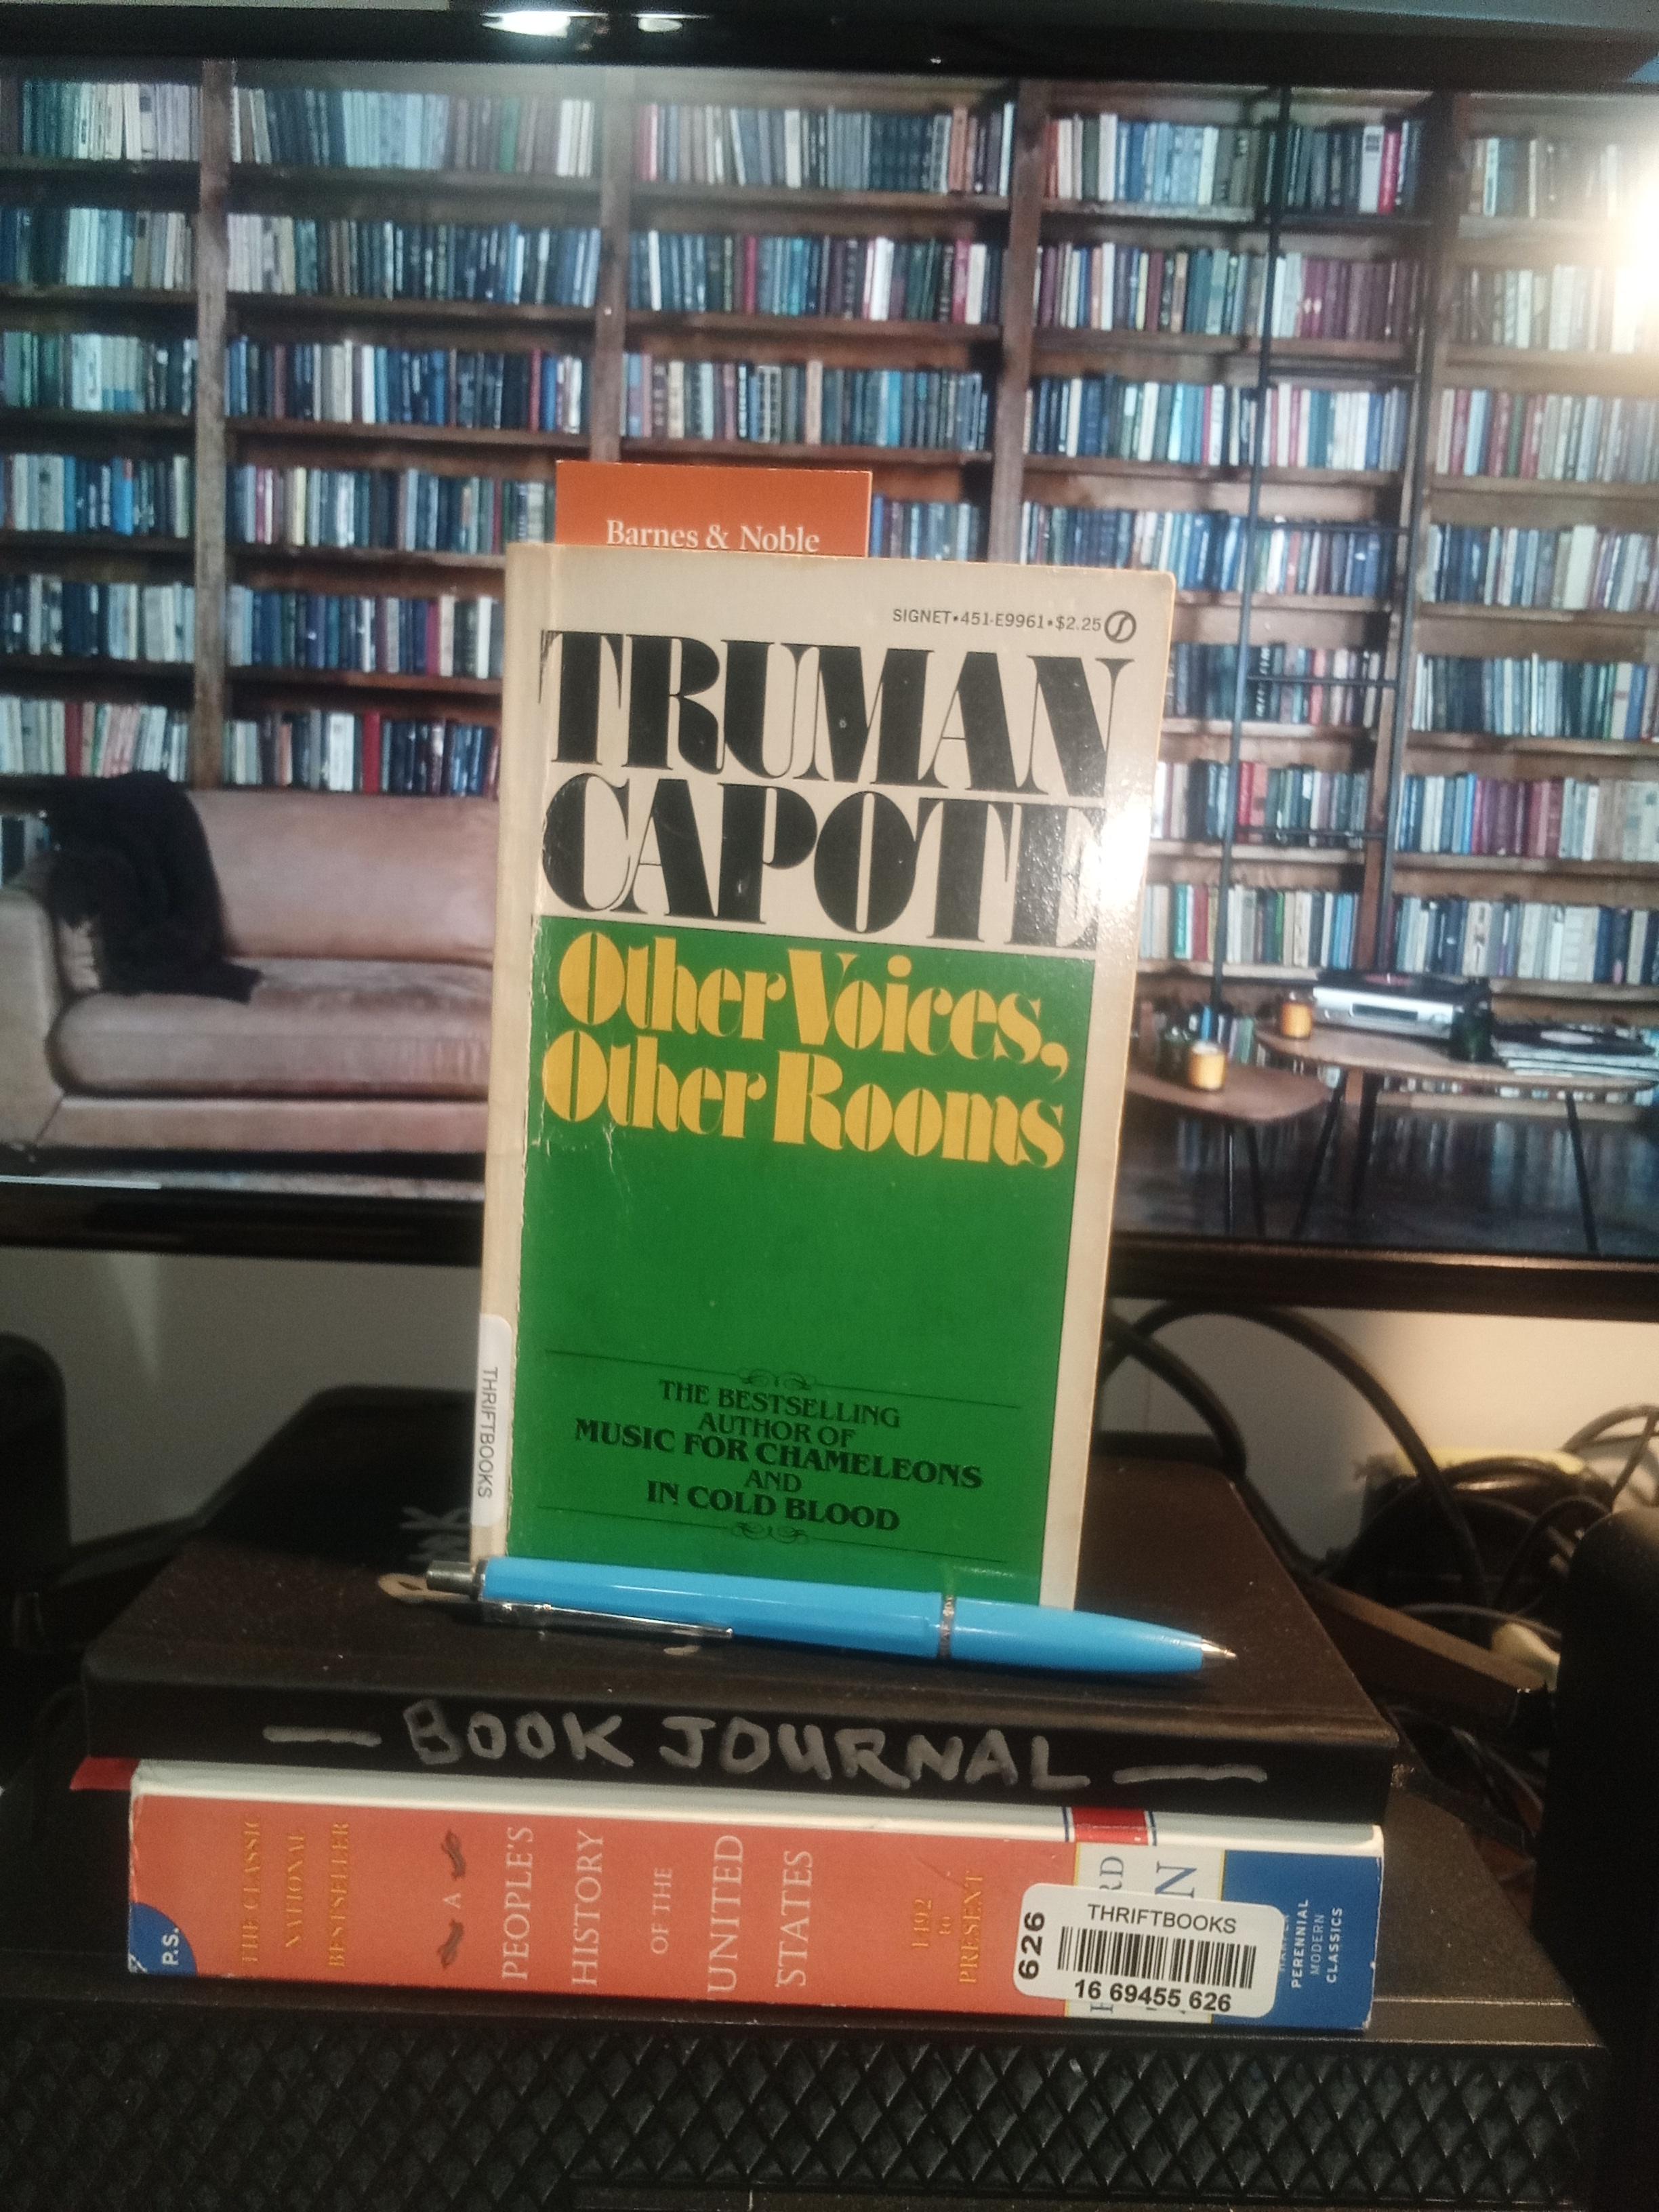 Barnes & Noble
SIGNET•451-E9961•$2.25
TRUMAN
CAPOTE
Other Voices,
Other Rooms
THE BESTSELLING
AUTHOR OF
MUSIC FOR CHAMELEONS
AND
IN COLD BLOOD
THRIFTBOOKS
— BOOK JOURNAL —
P.S.
THE CLASSIC
NATIONAL
BESTSELLER
A
PEOPLE'S
HISTORY
OF THE
UNITED
STATES
1492
to
PRESENT
626
THRIFTBOOKS
16 69455 626
PERENNIAL
MODERN
CLASSICS